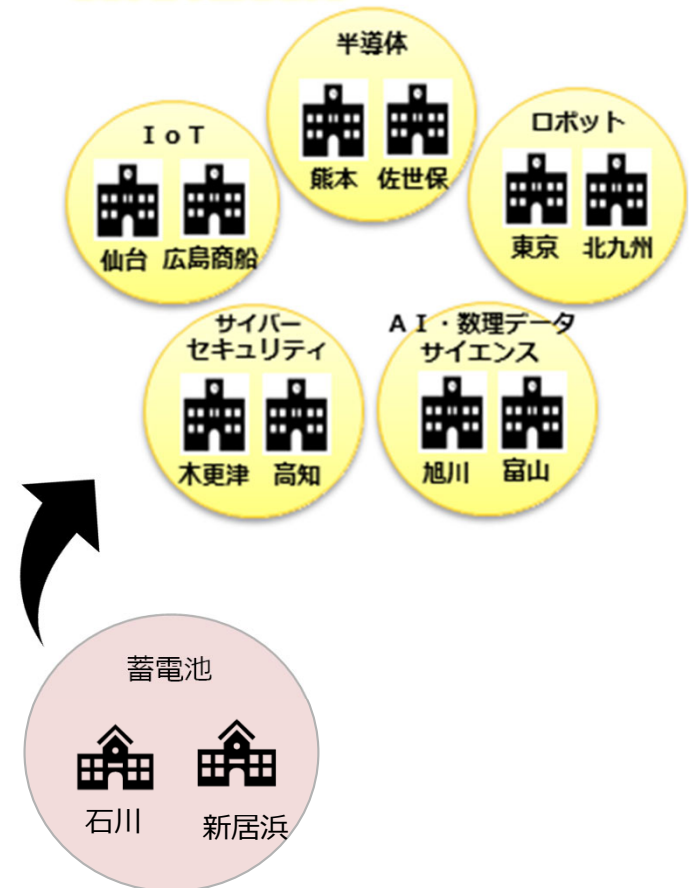 半導体
熊本 佐世保
ＩｏＴ
仙台 広島商船
ロボット
東京 北九州
サイバー
セキュリティ
木更津 高知
ＡＩ・数理データ
サイエンス
旭川 富山
蓄電池
石川 新居浜